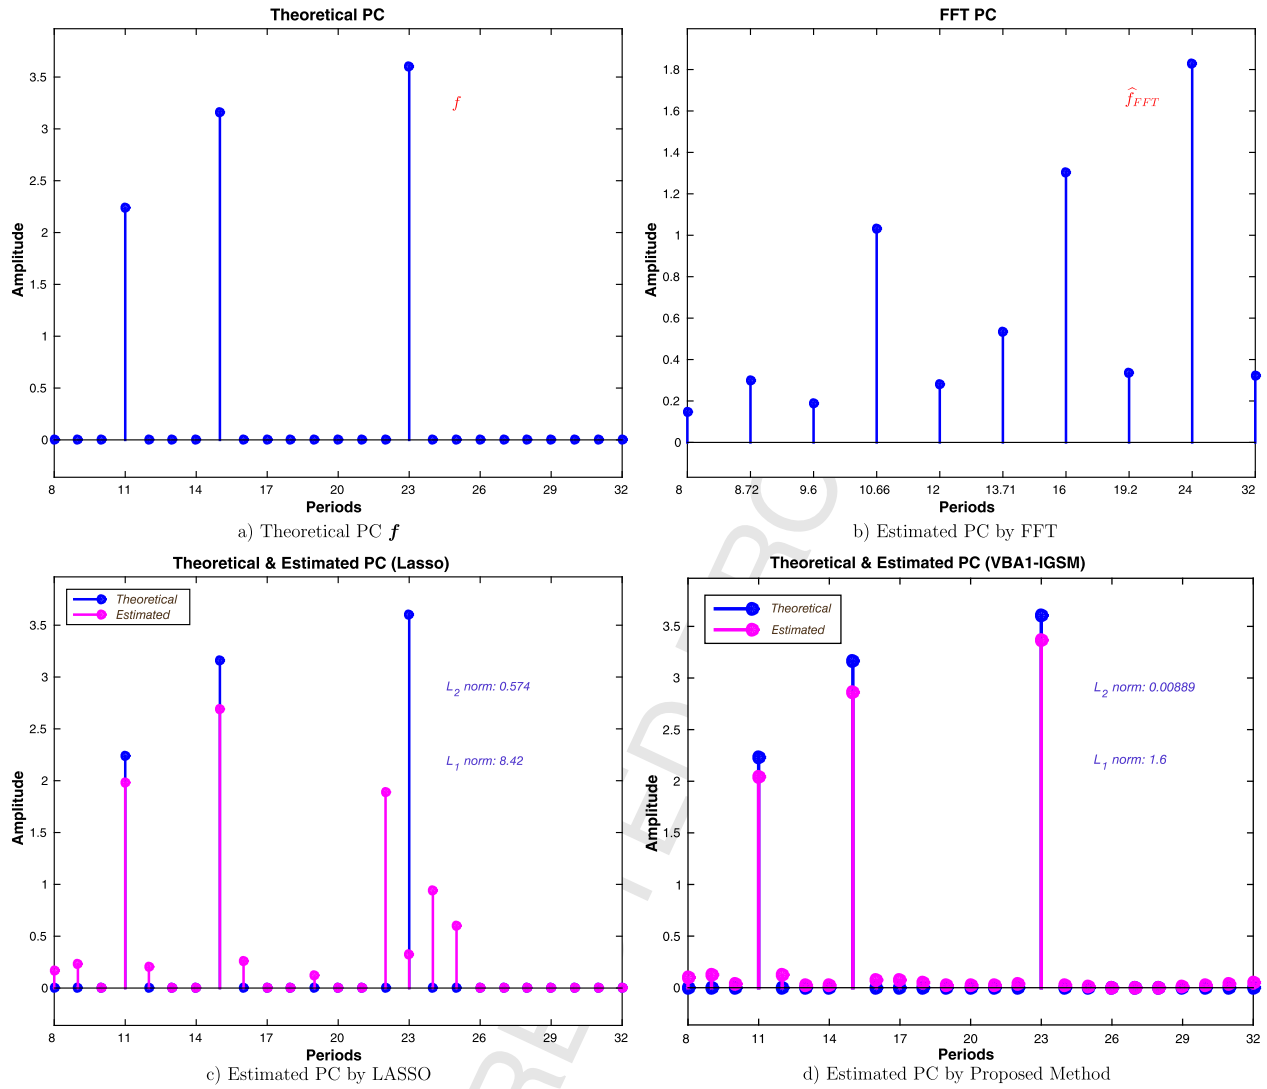 Theoretical PC
3.5
3
2.5
2
1.5
1
0.5
0
Amplitude
f
8 11 14 17 20 23 26 29 32
Periods
a) Theoretical PC f
FFT PC
1.8
1.6
1.4
1.2
1
0.8
0.6
0.4
0.2
0
Amplitude
f̂_FFT
8 8.72 9.6 10.66 12 13.71 16 19.2 24 32
Periods
b) Estimated PC by FFT
Theoretical & Estimated PC (Lasso)
Theoretical
Estimated
3.5
3
2.5
2
1.5
1
0.5
0
Amplitude
L2 norm: 0.574
L1 norm: 8.42
8 11 14 17 20 23 26 29 32
Periods
c) Estimated PC by LASSO
Theoretical & Estimated PC (VBA1-IGSM)
Theoretical
Estimated
3.5
3
2.5
2
1.5
1
0.5
0
Amplitude
L2 norm: 0.00889
L1 norm: 1.6
8 11 14 17 20 23 26 29 32
Periods
d) Estimated PC by Proposed Method